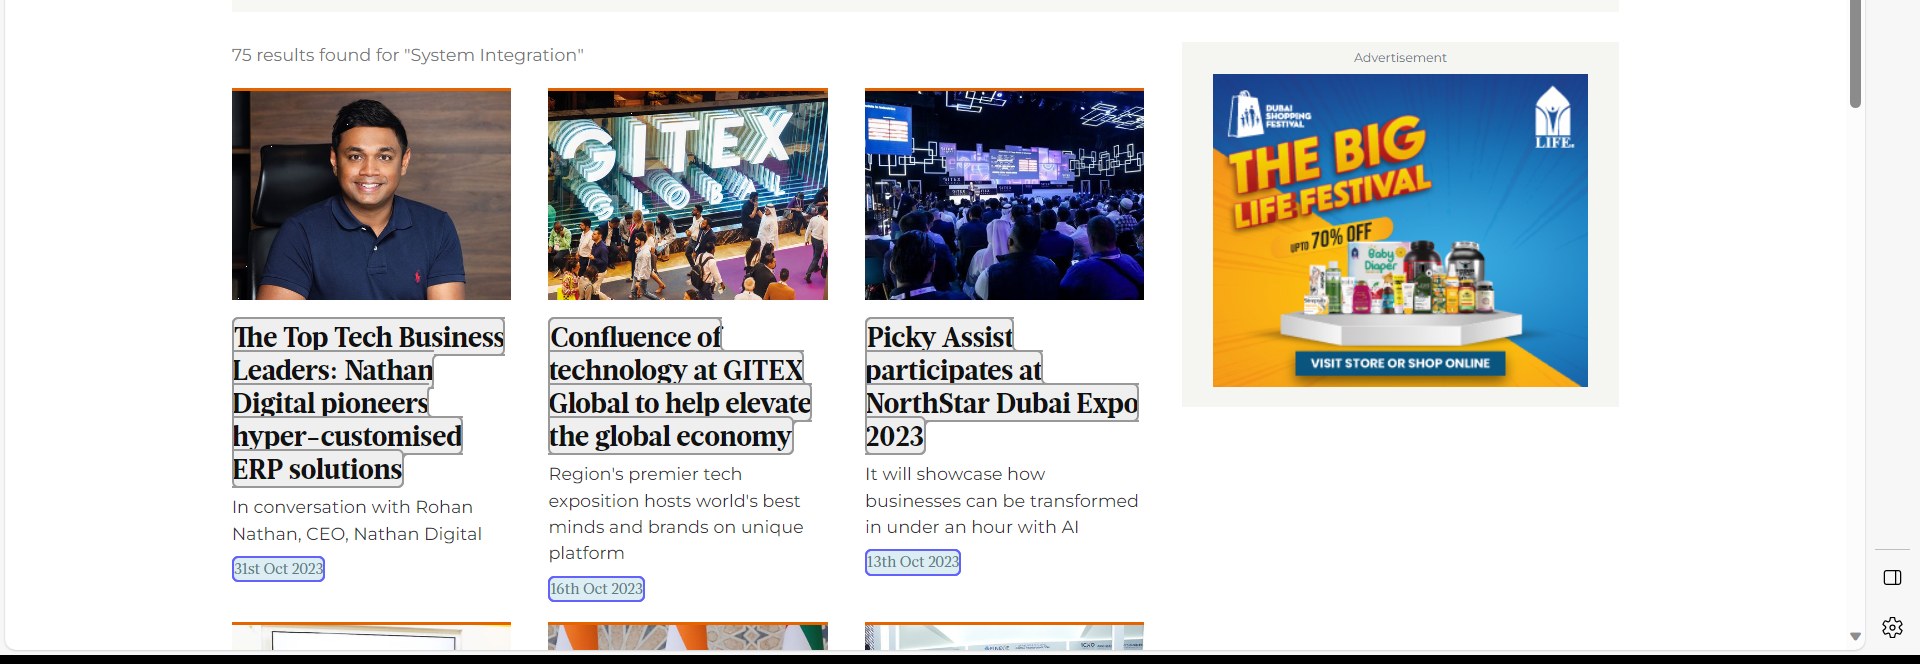 75 results found for "System Integration"
GITEX
GLOBAL
The Top Tech Business
Leaders: Nathan
Digital pioneers
hyper-customised
ERP solutions
In conversation with Rohan
Nathan, CEO, Nathan Digital
31st Oct 2023
Confluence of
technology at GITEX
Global to help elevate
the global economy
Region's premier tech
exposition hosts world's best
minds and brands on unique
platform
16th Oct 2023
Picky Assist
participates at
NorthStar Dubai Expo
2023
It will showcase how
businesses can be transformed
in under an hour with AI
13th Oct 2023
Advertisement
DUBAI
SHOPPING
FESTIVAL
LIFE.
THE BIG
LIFE FESTIVAL
UPTO 70% OFF
Baby
Diaper
VISIT STORE OR SHOP ONLINE